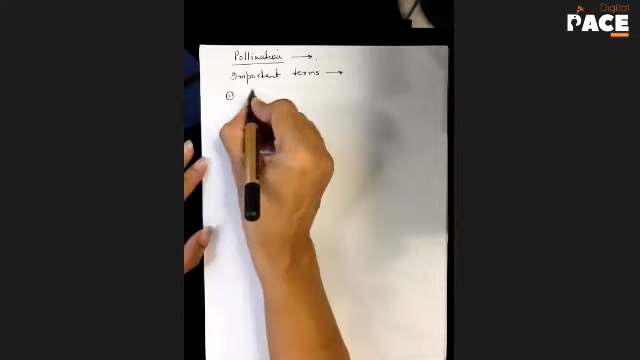 Digital
PACE
Pollination →.
Important terms →
①